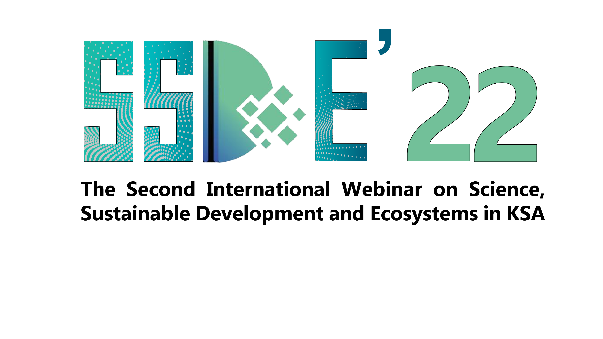 SSDE'22
The Second International Webinar on Science,
Sustainable Development and Ecosystems in KSA